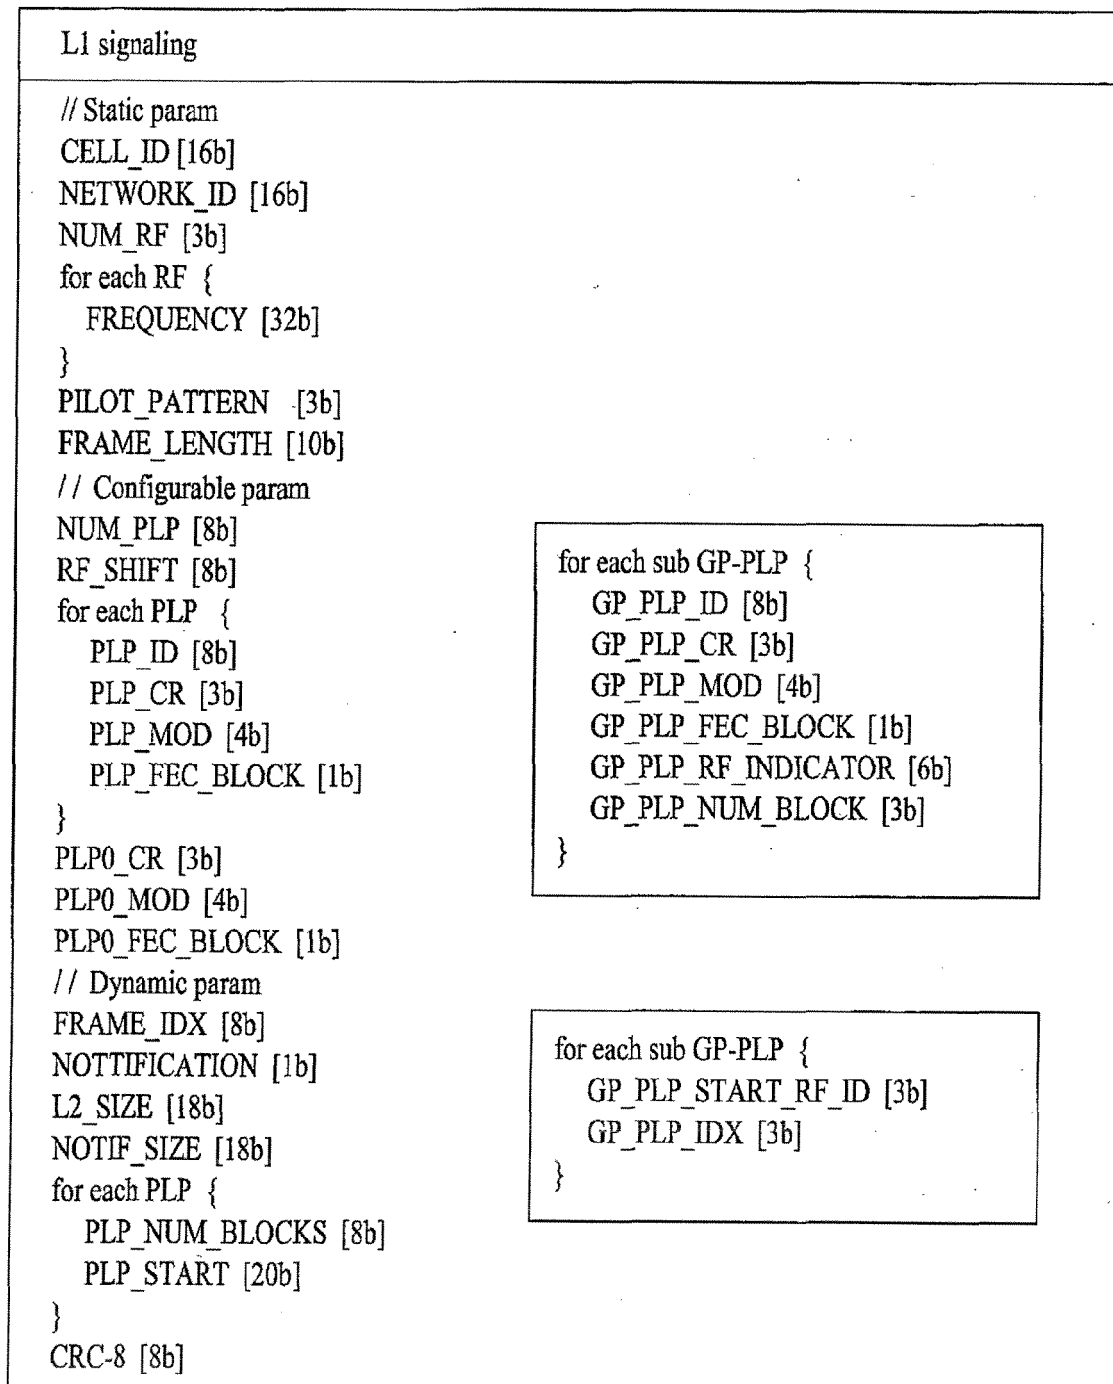 L1 signaling
// Static param
CELL_ID [16b]
NETWORK_ID [16b]
NUM_RF [3b]
for each RF {
FREQUENCY [32b]
}
PILOT_PATTERN [3b]
FRAME_LENGTH [10b]
// Configurable param
NUM_PLP [8b]
RF_SHIFT [8b]
for each PLP {
PLP_ID [8b]
PLP_CR [3b]
PLP_MOD [4b]
PLP_FEC_BLOCK [1b]
}
PLP0_CR [3b]
PLP0_MOD [4b]
PLP0_FEC_BLOCK [1b]
// Dynamic param
FRAME_IDX [8b]
NOTTIFICATION [1b]
L2_SIZE [18b]
NOTIF_SIZE [18b]
for each PLP {
PLP_NUM_BLOCKS [8b]
PLP_START [20b]
}
CRC-8 [8b]
for each sub GP-PLP {
GP_PLP_ID [8b]
GP_PLP_CR [3b]
GP_PLP_MOD [4b]
GP_PLP_FEC_BLOCK [1b]
GP_PLP_RF_INDICATOR [6b]
GP_PLP_NUM_BLOCK [3b]
}
for each sub GP-PLP {
GP_PLP_START_RF_ID [3b]
GP_PLP_IDX [3b]
}